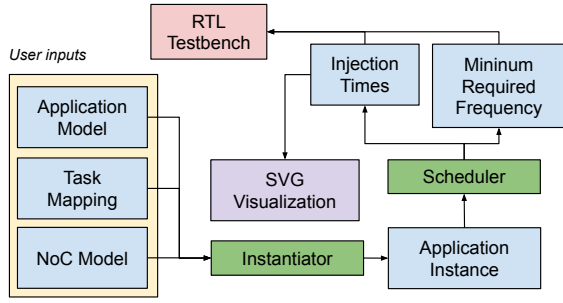 RTL
Testbench
User inputs
Injection
Times
Mininum
Required
Frequency
Application
Model
Task
Mapping
SVG
Visualization
Scheduler
NoC Model
Instantiator
Application
Instance